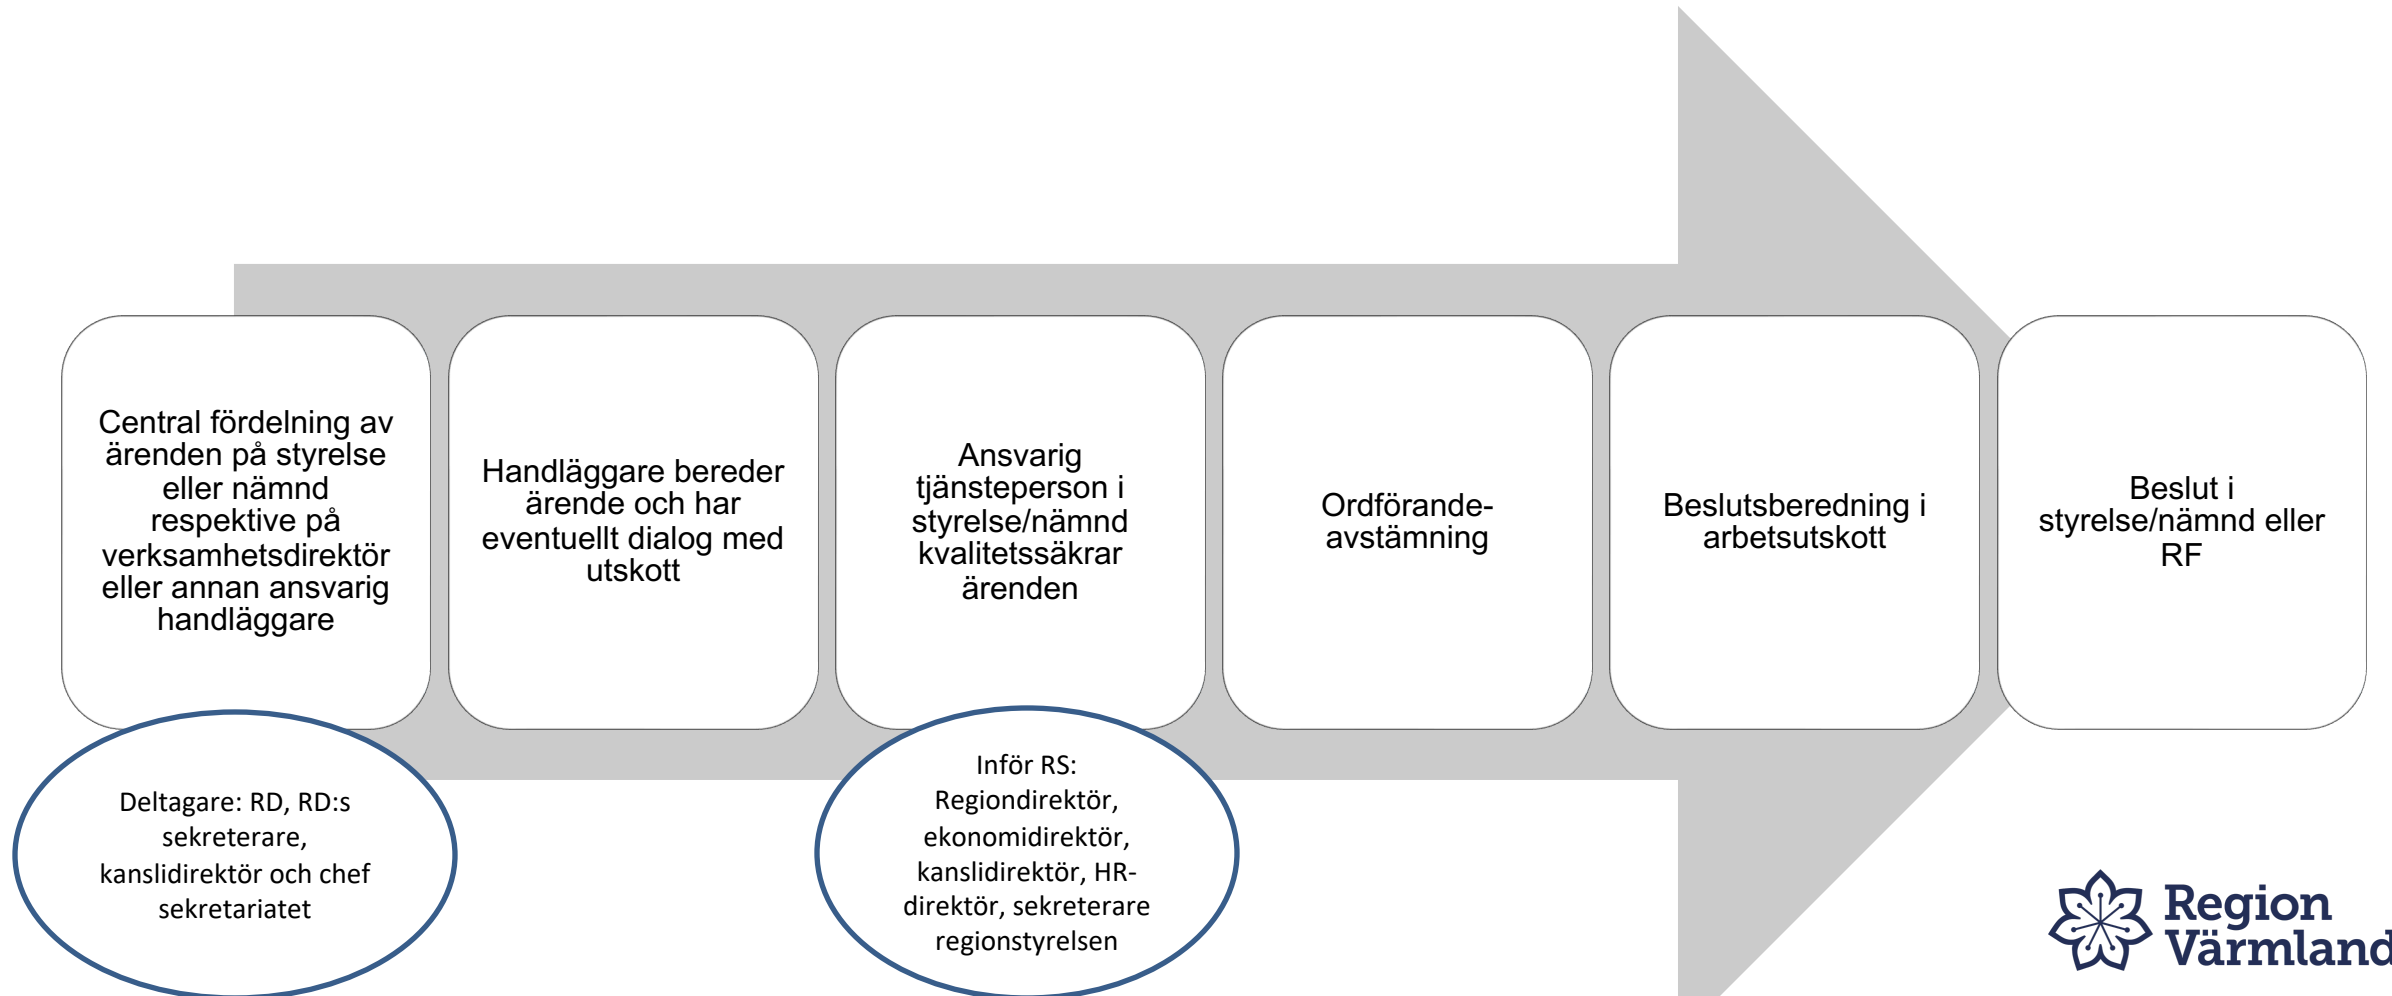 Central fördelning av
ärenden på styrelse
eller nämnd
respektive på
verksamhetsdirektör
eller annan ansvarig
handläggare
Handläggare bereder
ärende och har
eventuellt dialog med
utskott
Ansvarig
tjänsteperson i
styrelse/nämnd
kvalitetssäkrar
ärenden
Ordförande-
avstämning
Beslutsberedning i
arbetsutskott
Beslut i
styrelse/nämnd eller
RF
Deltagare: RD, RD:s
sekreterare,
kanslidirektör och chef
sekretariatet
Inför RS:
Regiondirektör,
ekonomidirektör,
kanslidirektör, HR-
direktör, sekreterare
regionstyrelsen
Region
Värmland